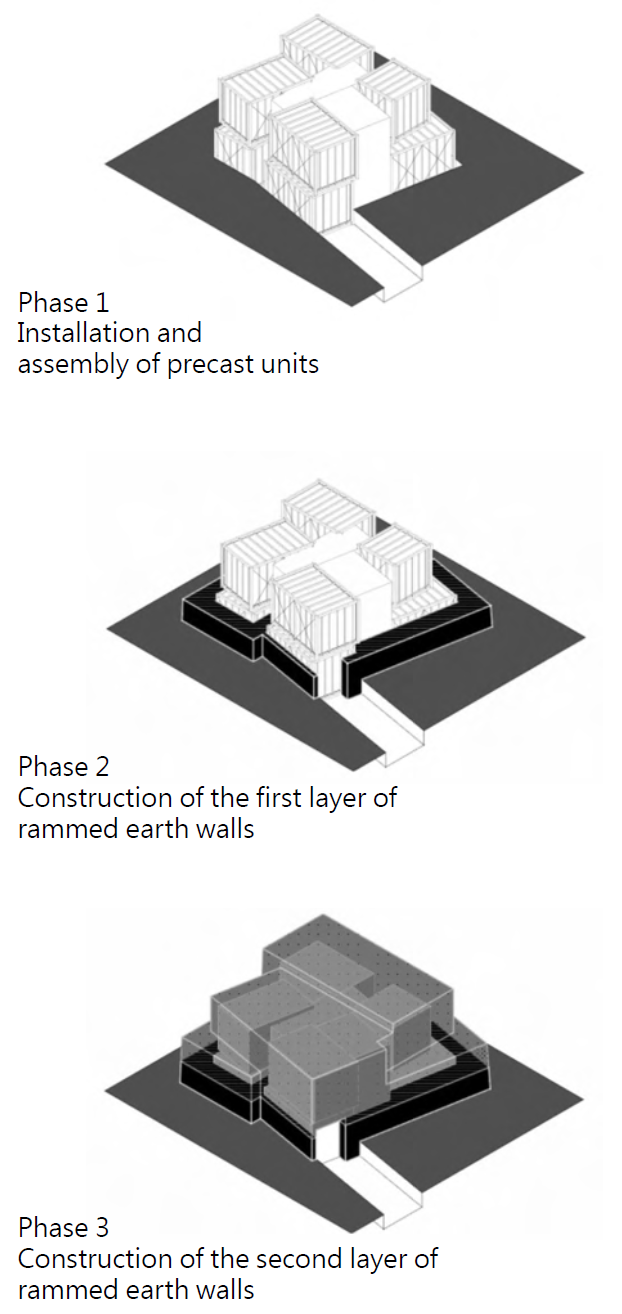 Phase 1
Installation and
assembly of precast units
Phase 2
Construction of the first layer of
rammed earth walls
Phase 3
Construction of the second layer of
rammed earth walls